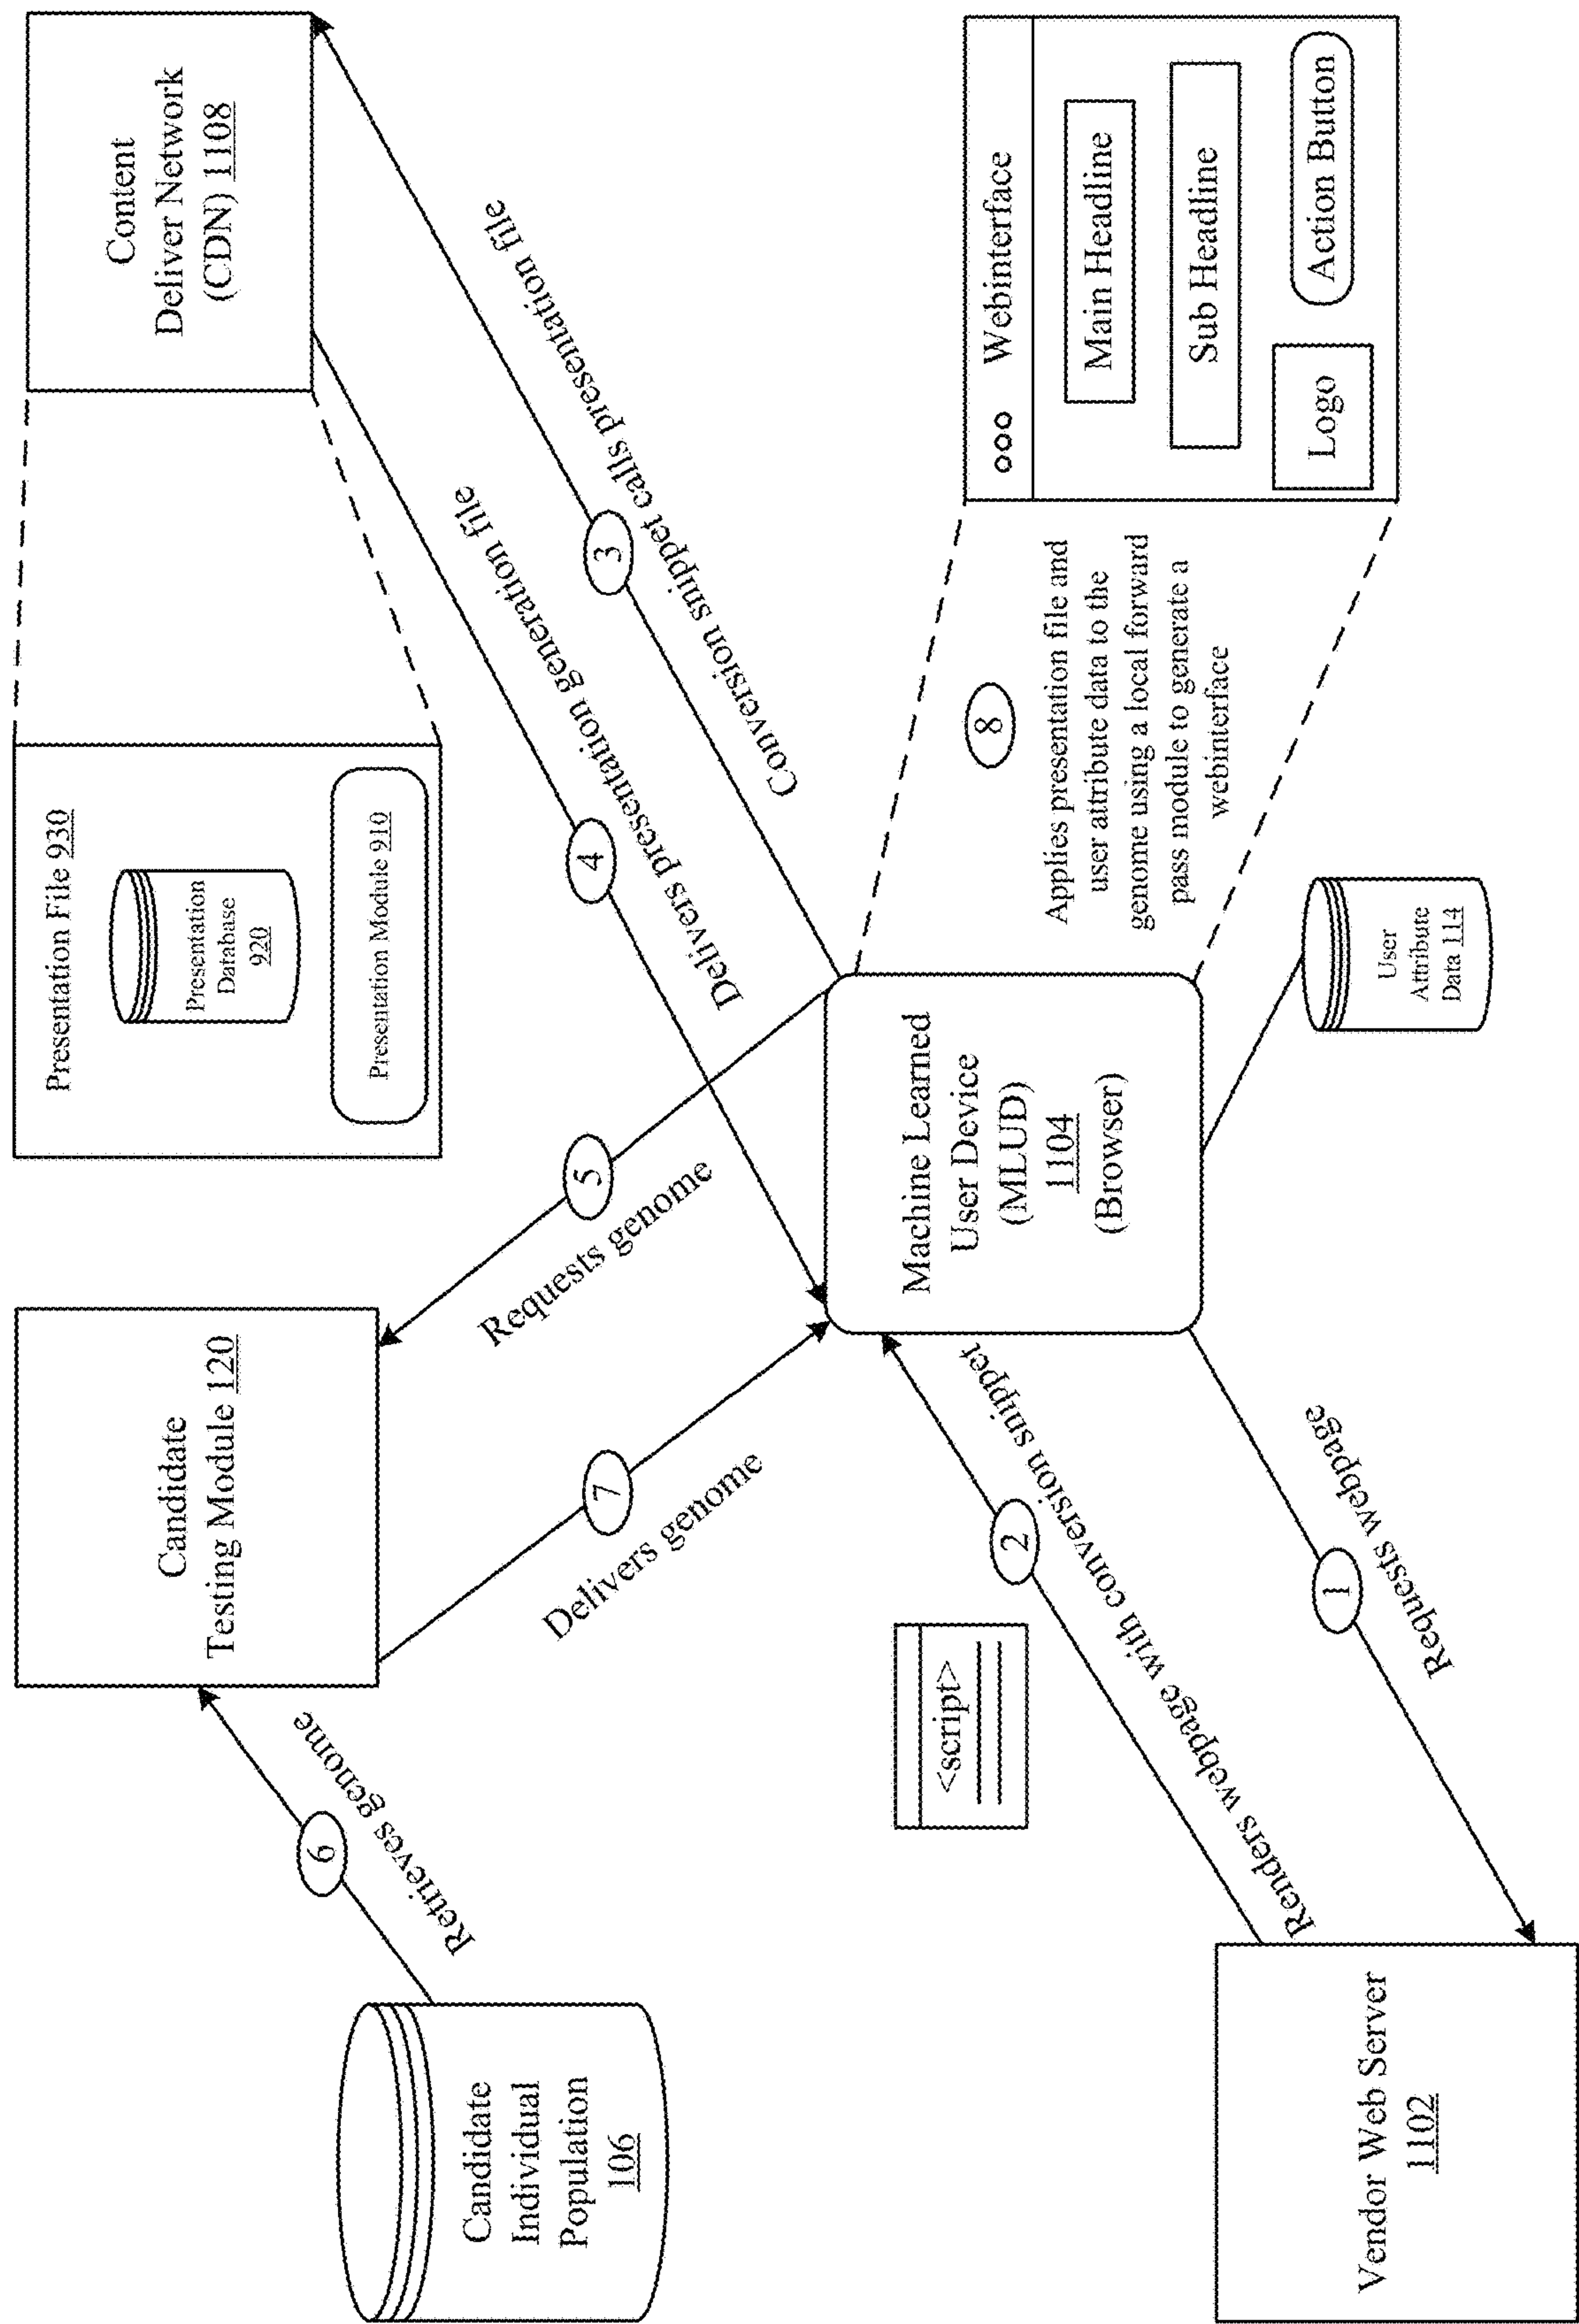 Candidate
Individual
Population
106
6
Retrieves genome
Candidate
Testing Module 120
7
Delivers genome
5
Requests genome
Presentation File 930
Presentation
Database
920
Presentation Module 910
Content
Deliver Network
(CDN) 1108
4
Delivers presentation generation file
3
Conversion snippet calls presentation file
Vendor Web Server
1102
<script>
2
Renders webpage with conversion snippet
1
Requests webpage
Machine Learned
User Device
(MLUD)
1104
(Browser)
User
Attribute
Data 114
8
Applies presentation file and
user attribute data to the
genome using a local forward
pass module to generate a
webinterface
Webinterface
Main Headline
Sub Headline
Logo
Action Button